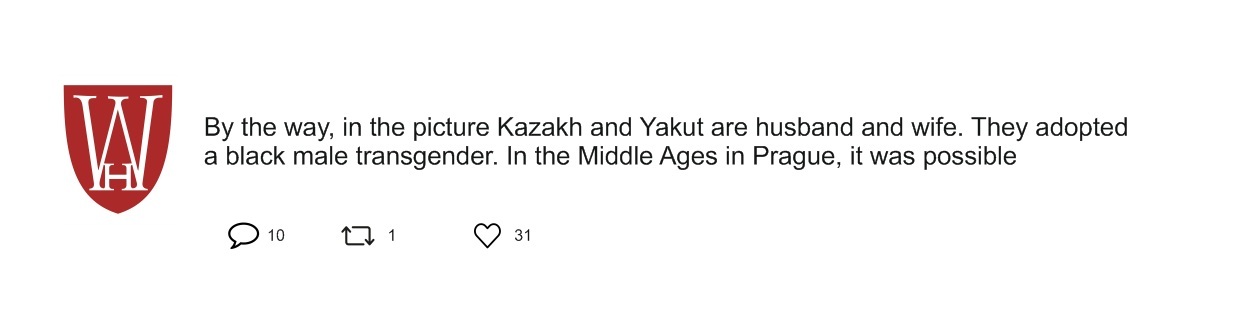 WH
By the way, in the picture Kazakh and Yakut are husband and wife. They adopted
a black male transgender. In the Middle Ages in Prague, it was possible
10 1 31